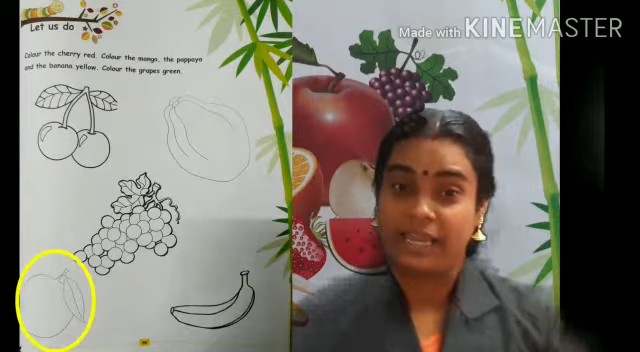 Let us do
Colour the cherry red. Colour the mango, the pappaya
and the banana yellow. Colour the grapes green.
Made with KINEMASTER